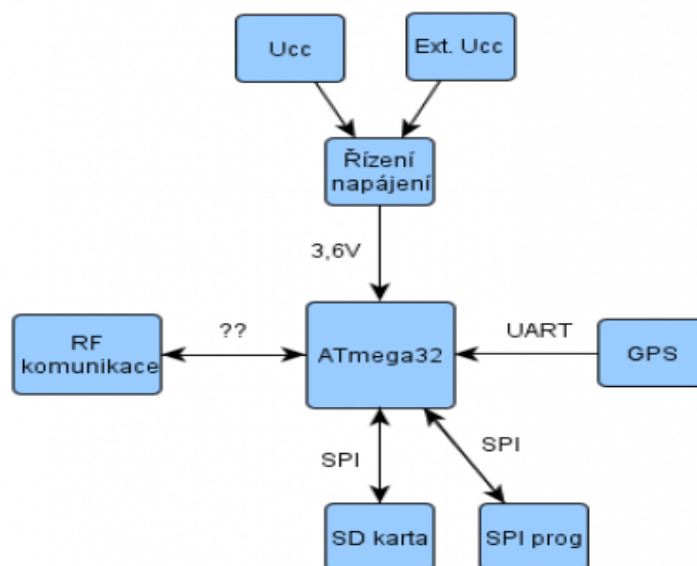 Ucc
Ext. Ucc
Řízení
napájení
3,6V
RF
komunikace
??
ATmega32
UART
GPS
SPI
SPI
SD karta
SPI prog